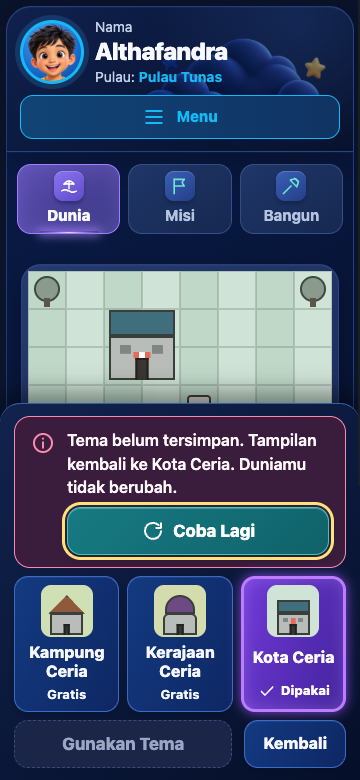 Nama
Althafandra
Pulau: Pulau Tunas
Menu
Dunia
Misi
Bangun
Tema belum tersimpan. Tampilan
kembali ke Kota Ceria. Duniamu
tidak berubah.
Coba Lagi
Kampung
Ceria
Gratis
Kerajaan
Ceria
Gratis
Kota Ceria
Dipakai
Gunakan Tema
Kembali